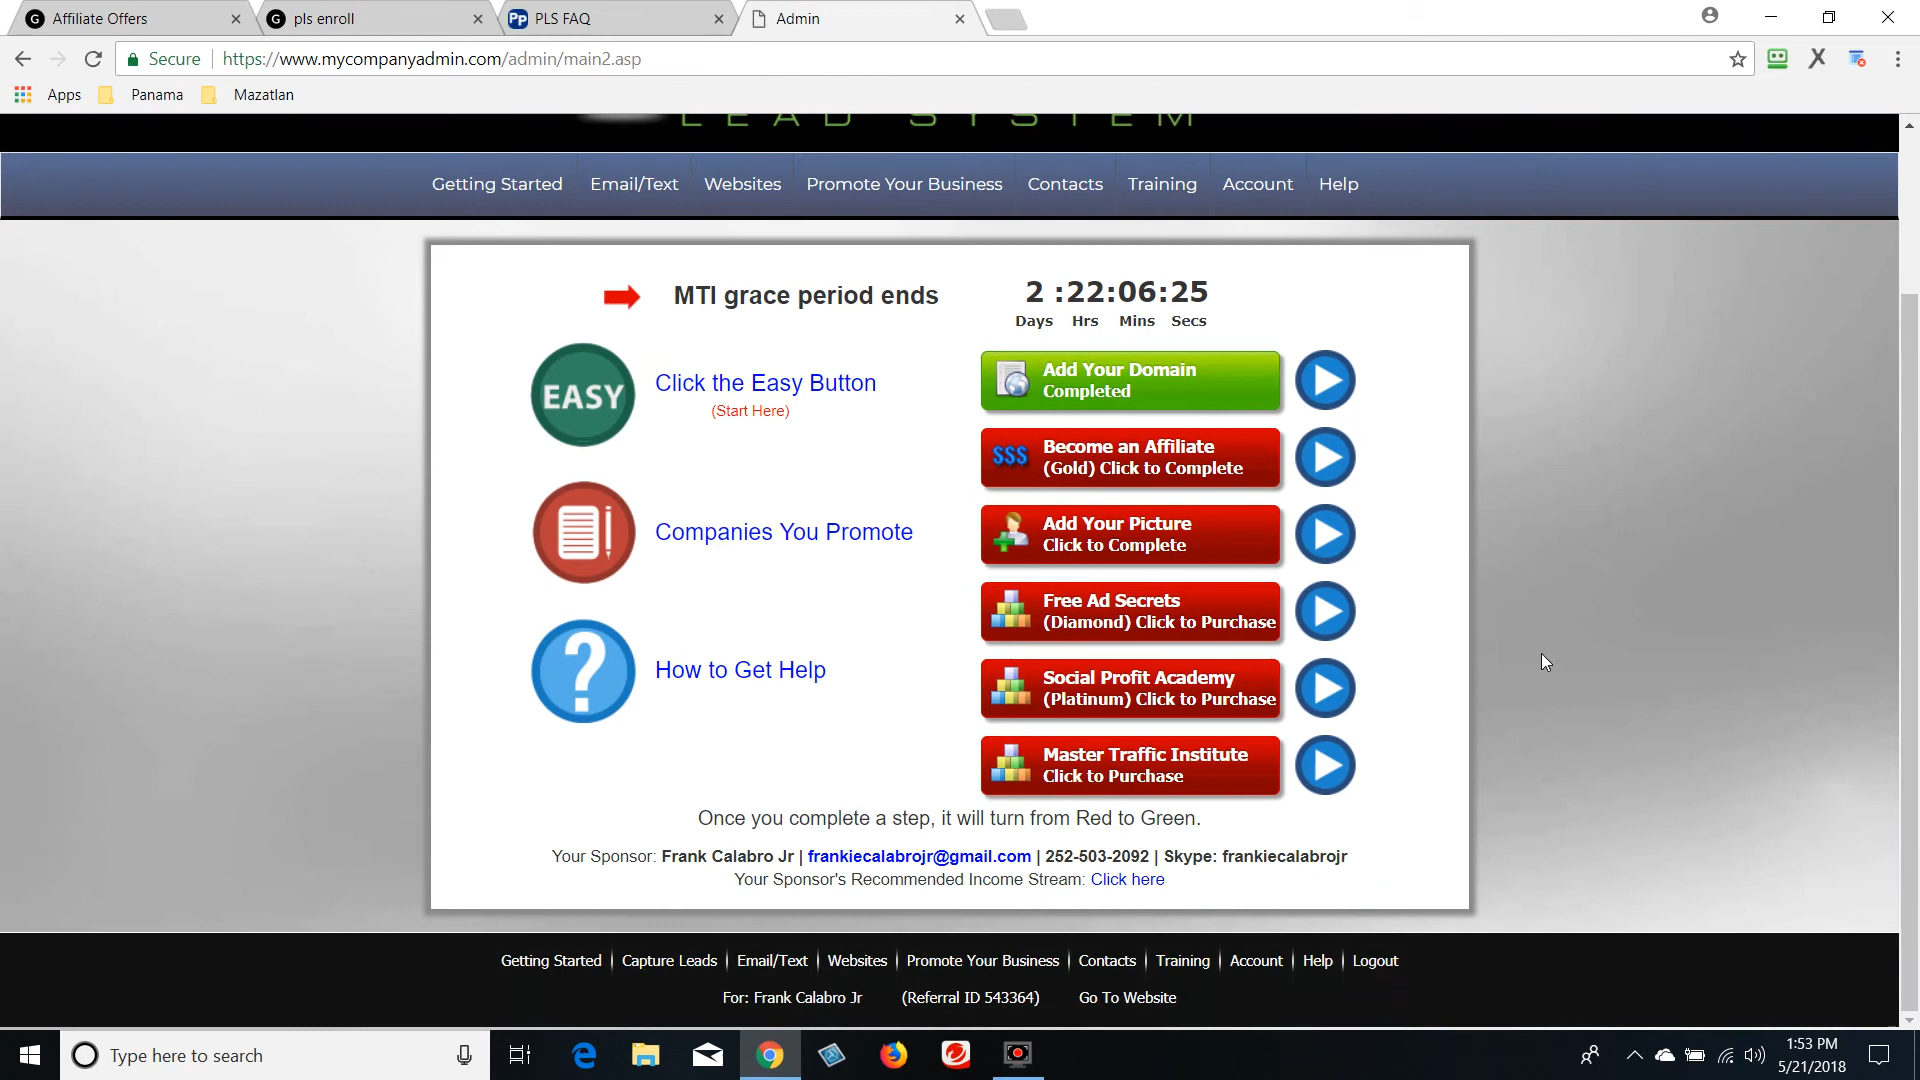 Affiliate Offers
pls enroll
PLS FAQ
Admin
Secure
https://www.mycompanyadmin.com/admin/main2.asp
Apps
Panama
Mazatlan
LEAD SYSTEM
Getting Started
Email/Text
Websites
Promote Your Business
Contacts
Training
Account
Help
MTI grace period ends
2 :22:06:25
Days Hrs Mins Secs
EASY
Click the Easy Button
(Start Here)
Companies You Promote
?
How to Get Help
Add Your Domain
Completed
$$$
Become an Affiliate
(Gold) Click to Complete
Add Your Picture
Click to Complete
Free Ad Secrets
(Diamond) Click to Purchase
Social Profit Academy
(Platinum) Click to Purchase
Master Traffic Institute
Click to Purchase
Once you complete a step, it will turn from Red to Green.
Your Sponsor: Frank Calabro Jr | frankiecalabrojr@gmail.com | 252-503-2092 | Skype: frankiecalabrojr
Your Sponsor's Recommended Income Stream: Click here
Getting Started | Capture Leads | Email/Text | Websites | Promote Your Business | Contacts | Training | Account | Help | Logout
For: Frank Calabro Jr (Referral ID 543364) Go To Website
Type here to search
1:53 PM
5/21/2018